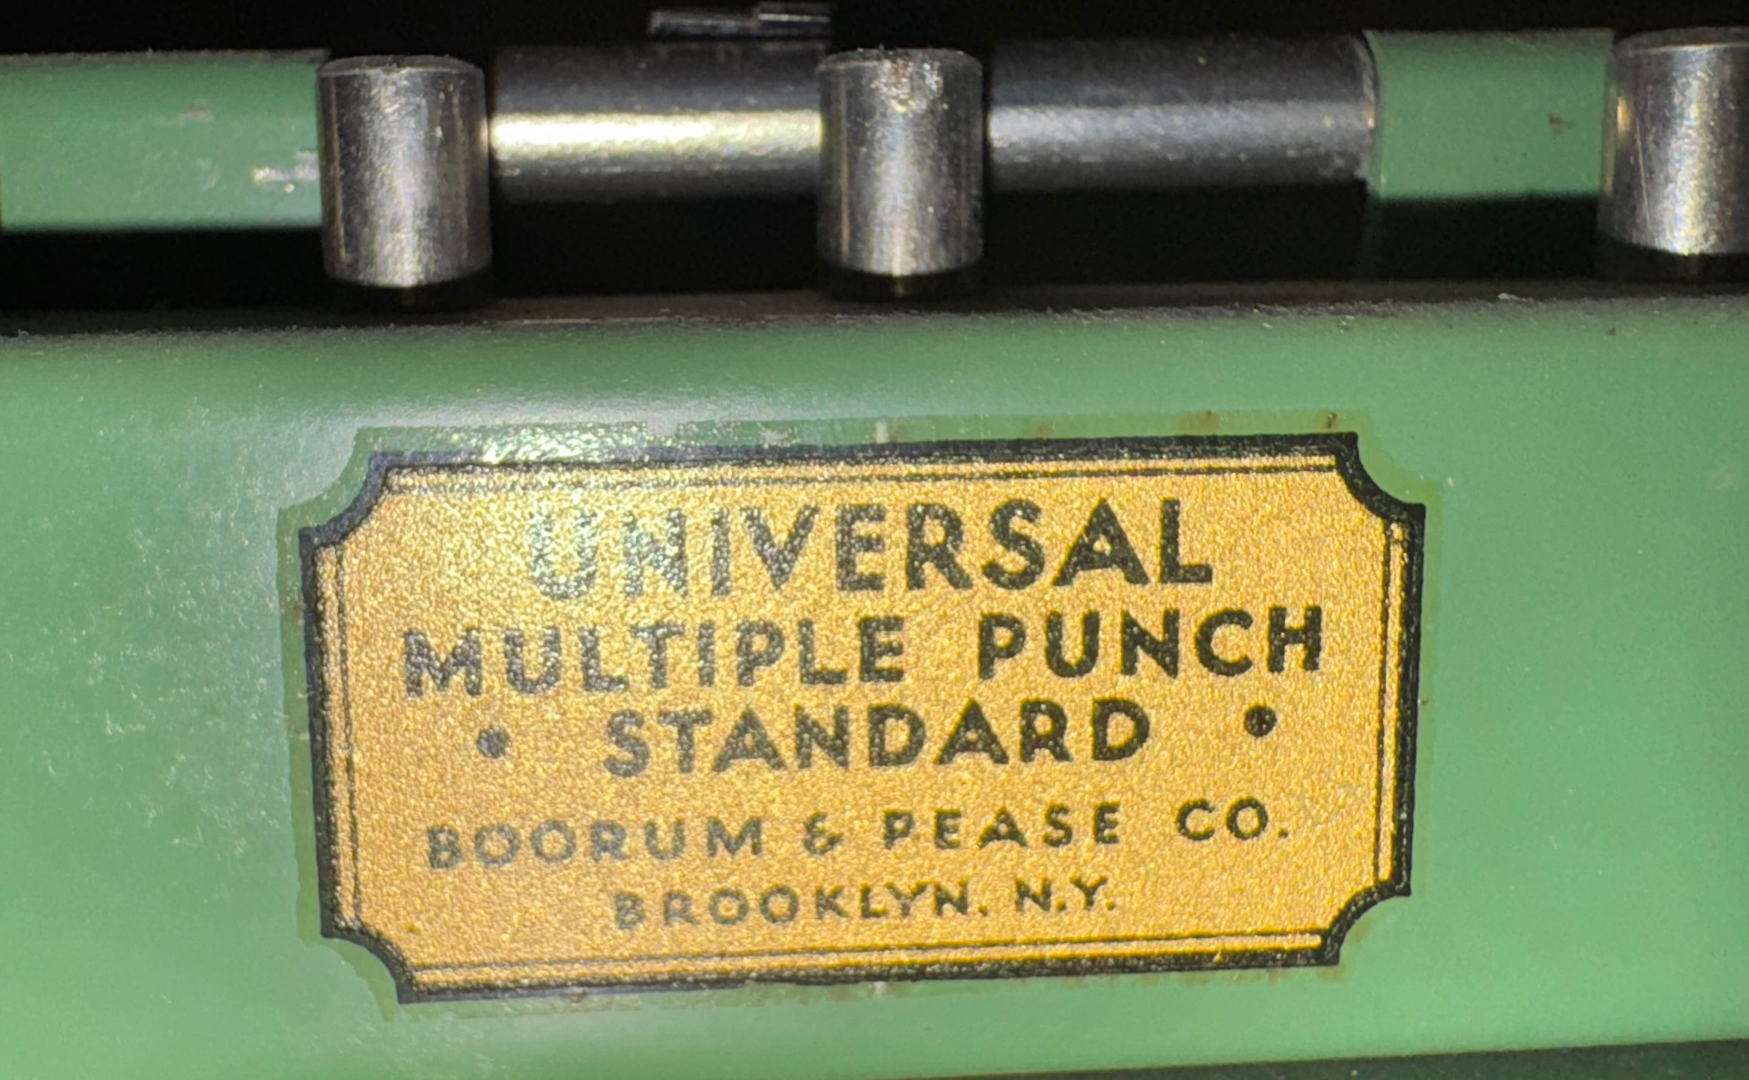 UNIVERSAL
MULTIPLE PUNCH
• STANDARD •
BOORUM & PEASE CO.
BROOKLYN. N.Y.